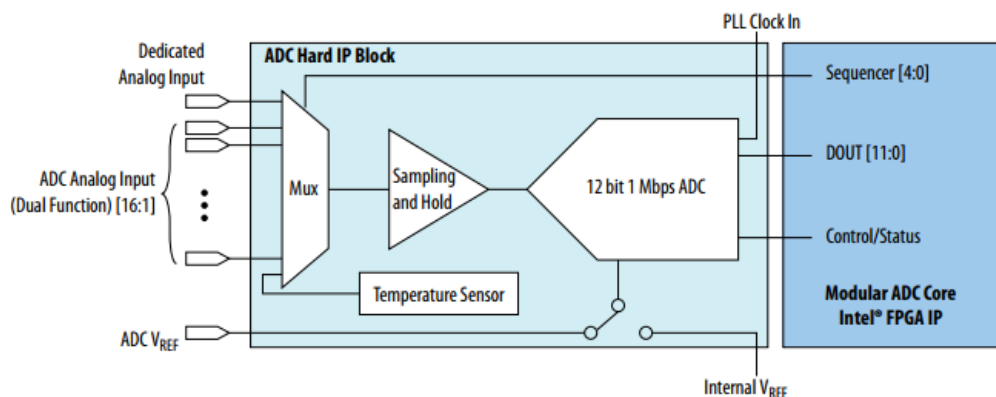 PLL Clock In
Dedicated
Analog Input
ADC Hard IP Block
Sequencer [4:0]
ADC Analog Input
(Dual Function) [16:1]
Mux
Sampling
and Hold
12 bit 1 Mbps ADC
DOUT [11:0]
Control/Status
Temperature Sensor
Modular ADC Core
Intel® FPGA IP
ADC VREF
Internal VREF